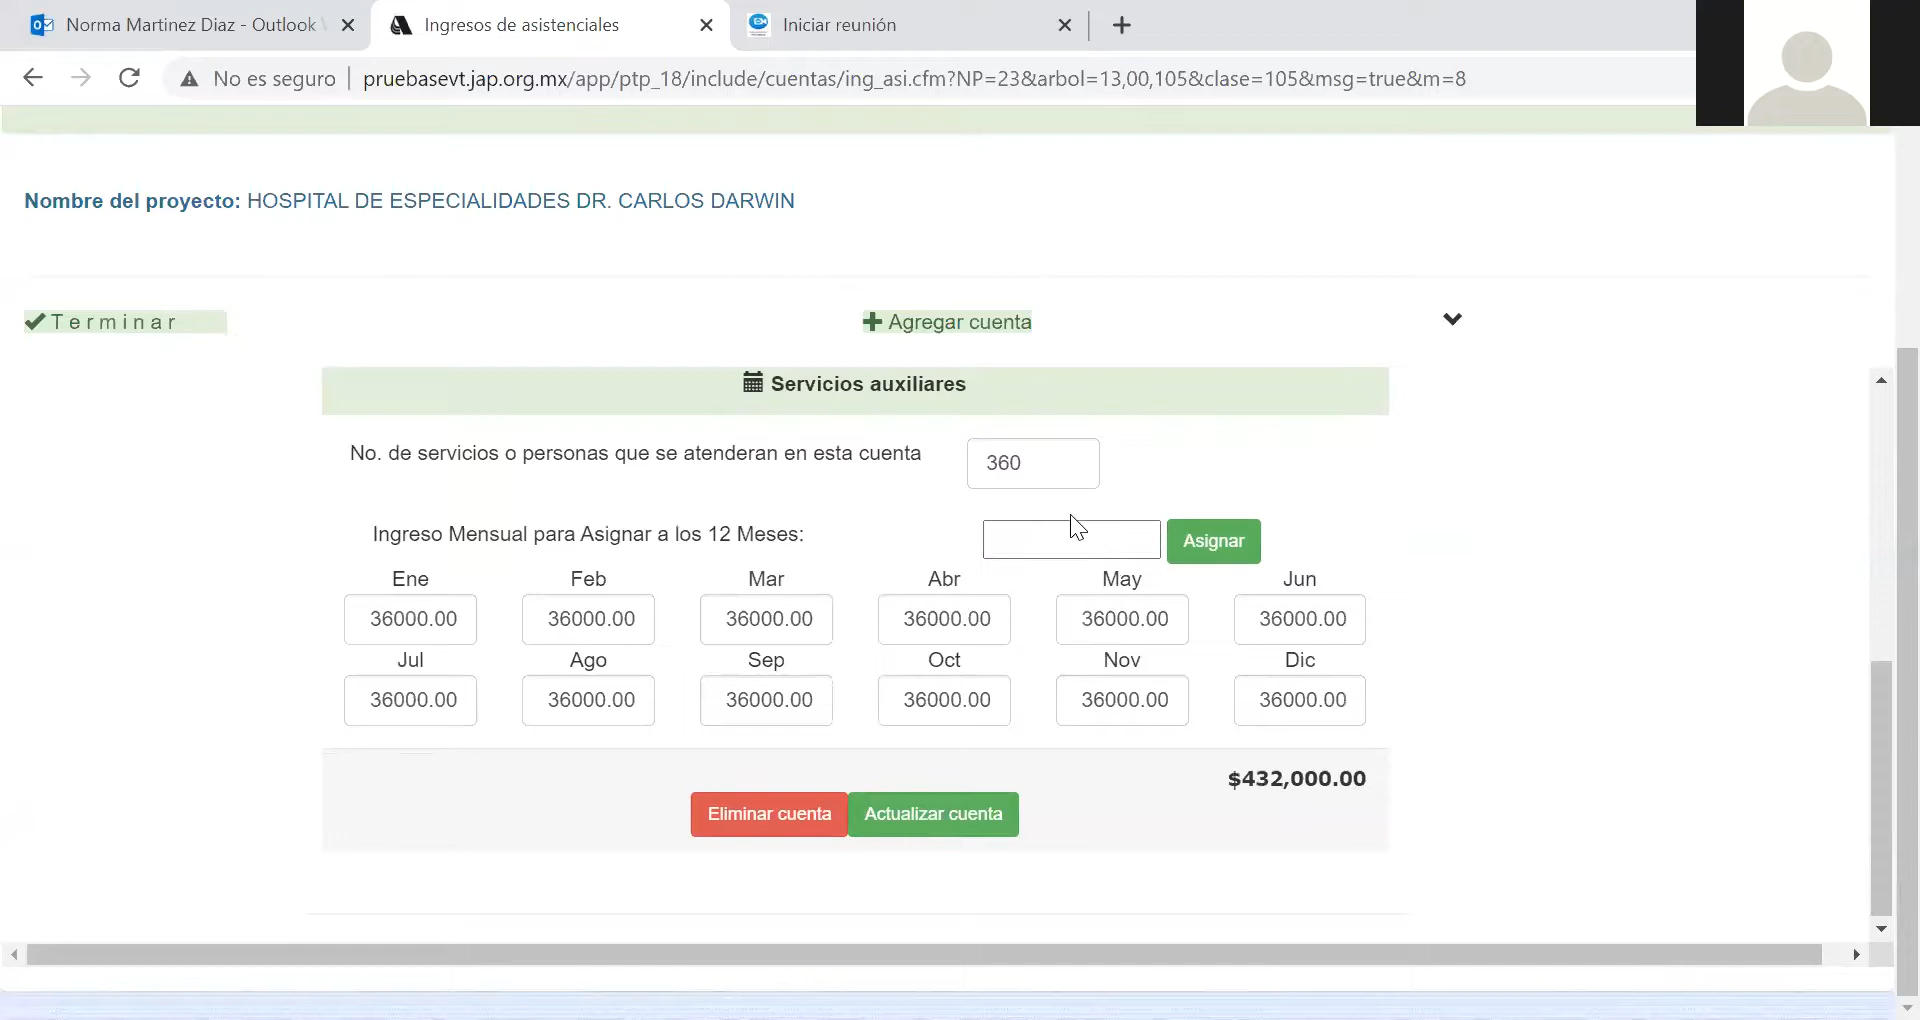 Norma Martinez Diaz - Outlook
Ingresos de asistenciales
Iniciar reunión
No es seguro
pruebasevt.jap.org.mx/app/ptp_18/include/cuentas/ing_asi.cfm?NP=23&arbol=13,00,105&clase=105&msg=true&m=8
Nombre del proyecto: HOSPITAL DE ESPECIALIDADES DR. CARLOS DARWIN
Terminar
Agregar cuenta
Servicios auxiliares
No. de servicios o personas que se atenderan en esta cuenta
360
Ingreso Mensual para Asignar a los 12 Meses:
Asignar
Ene Feb Mar Abr May Jun
36000.00 36000.00 36000.00 36000.00 36000.00 36000.00
Jul Ago Sep Oct Nov Dic
36000.00 36000.00 36000.00 36000.00 36000.00 36000.00
$432,000.00
Eliminar cuenta Actualizar cuenta